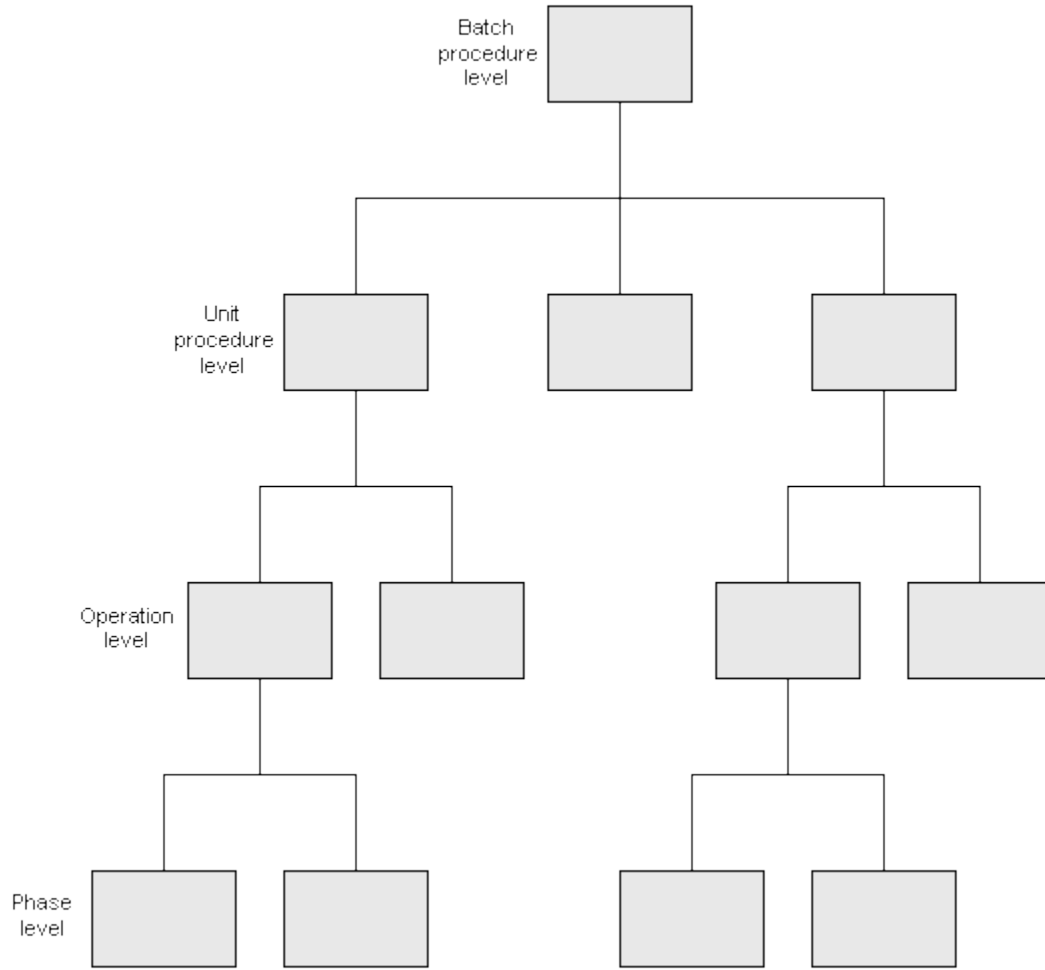 Batch
procedure
level
Unit
procedure
level
Operation
level
Phase
level